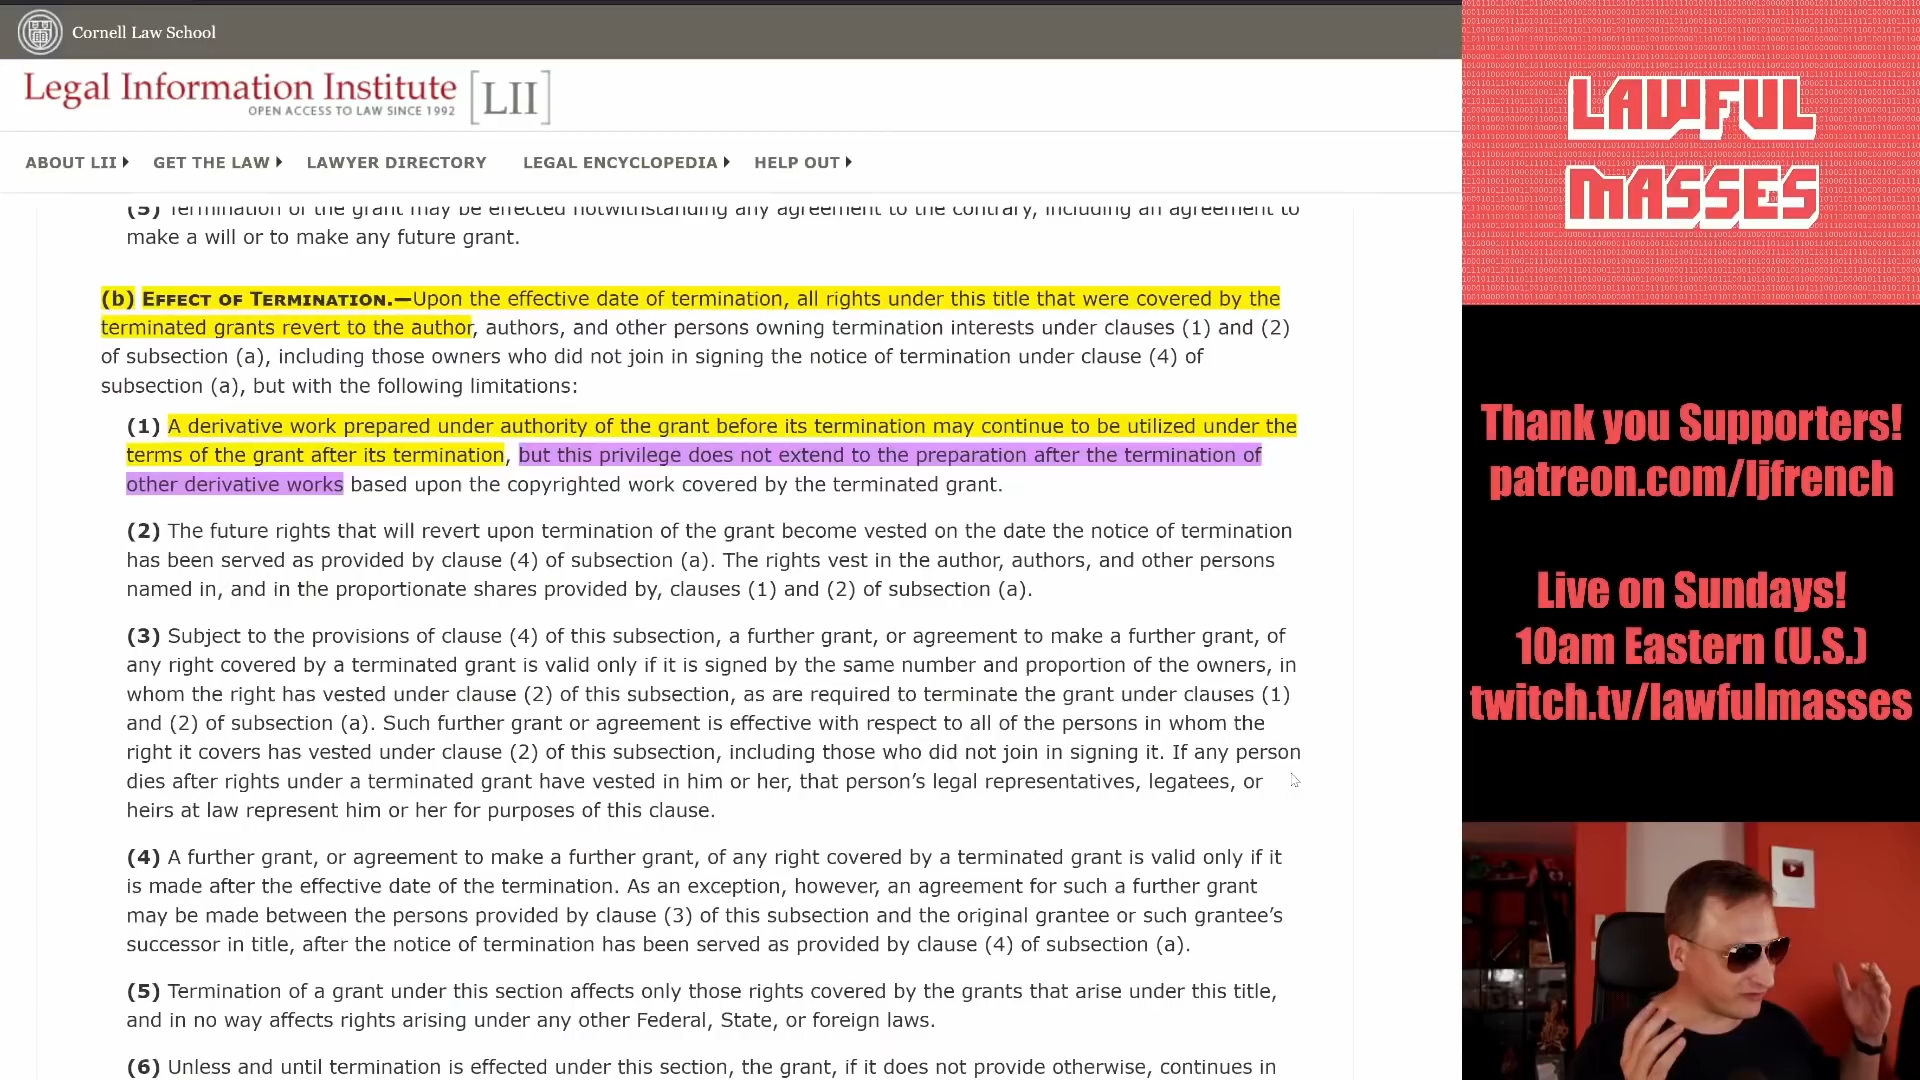 Cornell Law School
Legal Information Institute [LII]
OPEN ACCESS TO LAW SINCE 1992
ABOUT LII GET THE LAW LAWYER DIRECTORY LEGAL ENCYCLOPEDIA HELP OUT
(5) Termination of the grant may be effected notwithstanding any agreement to the contrary, including an agreement to
make a will or to make any future grant.
(b) EFFECT OF TERMINATION.—Upon the effective date of termination, all rights under this title that were covered by the
terminated grants revert to the author, authors, and other persons owning termination interests under clauses (1) and (2)
of subsection (a), including those owners who did not join in signing the notice of termination under clause (4) of
subsection (a), but with the following limitations:
(1) A derivative work prepared under authority of the grant before its termination may continue to be utilized under the
terms of the grant after its termination, but this privilege does not extend to the preparation after the termination of
other derivative works based upon the copyrighted work covered by the terminated grant.
(2) The future rights that will revert upon termination of the grant become vested on the date the notice of termination
has been served as provided by clause (4) of subsection (a). The rights vest in the author, authors, and other persons
named in, and in the proportionate shares provided by, clauses (1) and (2) of subsection (a).
(3) Subject to the provisions of clause (4) of this subsection, a further grant, or agreement to make a further grant, of
any right covered by a terminated grant is valid only if it is signed by the same number and proportion of the owners, in
whom the right has vested under clause (2) of this subsection, as are required to terminate the grant under clauses (1)
and (2) of subsection (a). Such further grant or agreement is effective with respect to all of the persons in whom the
right it covers has vested under clause (2) of this subsection, including those who did not join in signing it. If any person
dies after rights under a terminated grant have vested in him or her, that person’s legal representatives, legatees, or
heirs at law represent him or her for purposes of this clause.
(4) A further grant, or agreement to make a further grant, of any right covered by a terminated grant is valid only if it
is made after the effective date of the termination. As an exception, however, an agreement for such a further grant
may be made between the persons provided by clause (3) of this subsection and the original grantee or such grantee’s
successor in title, after the notice of termination has been served as provided by clause (4) of subsection (a).
(5) Termination of a grant under this section affects only those rights covered by the grants that arise under this title,
and in no way affects rights arising under any other Federal, State, or foreign laws.
(6) Unless and until termination is effected under this section, the grant, if it does not provide otherwise, continues in
LAWFUL
MASSES
Thank you Supporters!
patreon.com/ljfrench
Live on Sundays!
10am Eastern (U.S.)
twitch.tv/lawfulmasses